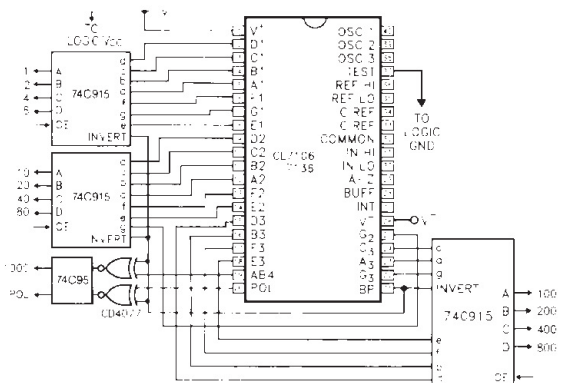 V
TO
LOGIC Vcc
1
2
4
A
B
C
D
OE
74C915
INVERT
10
20
40
80
A
B
C
D
OE
74C915
INVERT
POL
CD4077
V+
D1
C1
B1
A1
F1
G1
E1
D2
C2
B2
A2
F2
E2
D3
B3
F3
E3
AB4
POL
7106
OSC 1
OSC 2
OSC 3
TEST
REF HI
REF LO
C REF
C REF
COMMON
IN HI
IN LO
A-Z
BUFF
INT
G2
C3
A3
G3
BP
TO
LOGIC
GND
c
a
g
INVERT
e
f
74C915
A
B
C
D
OE
100
200
400
800